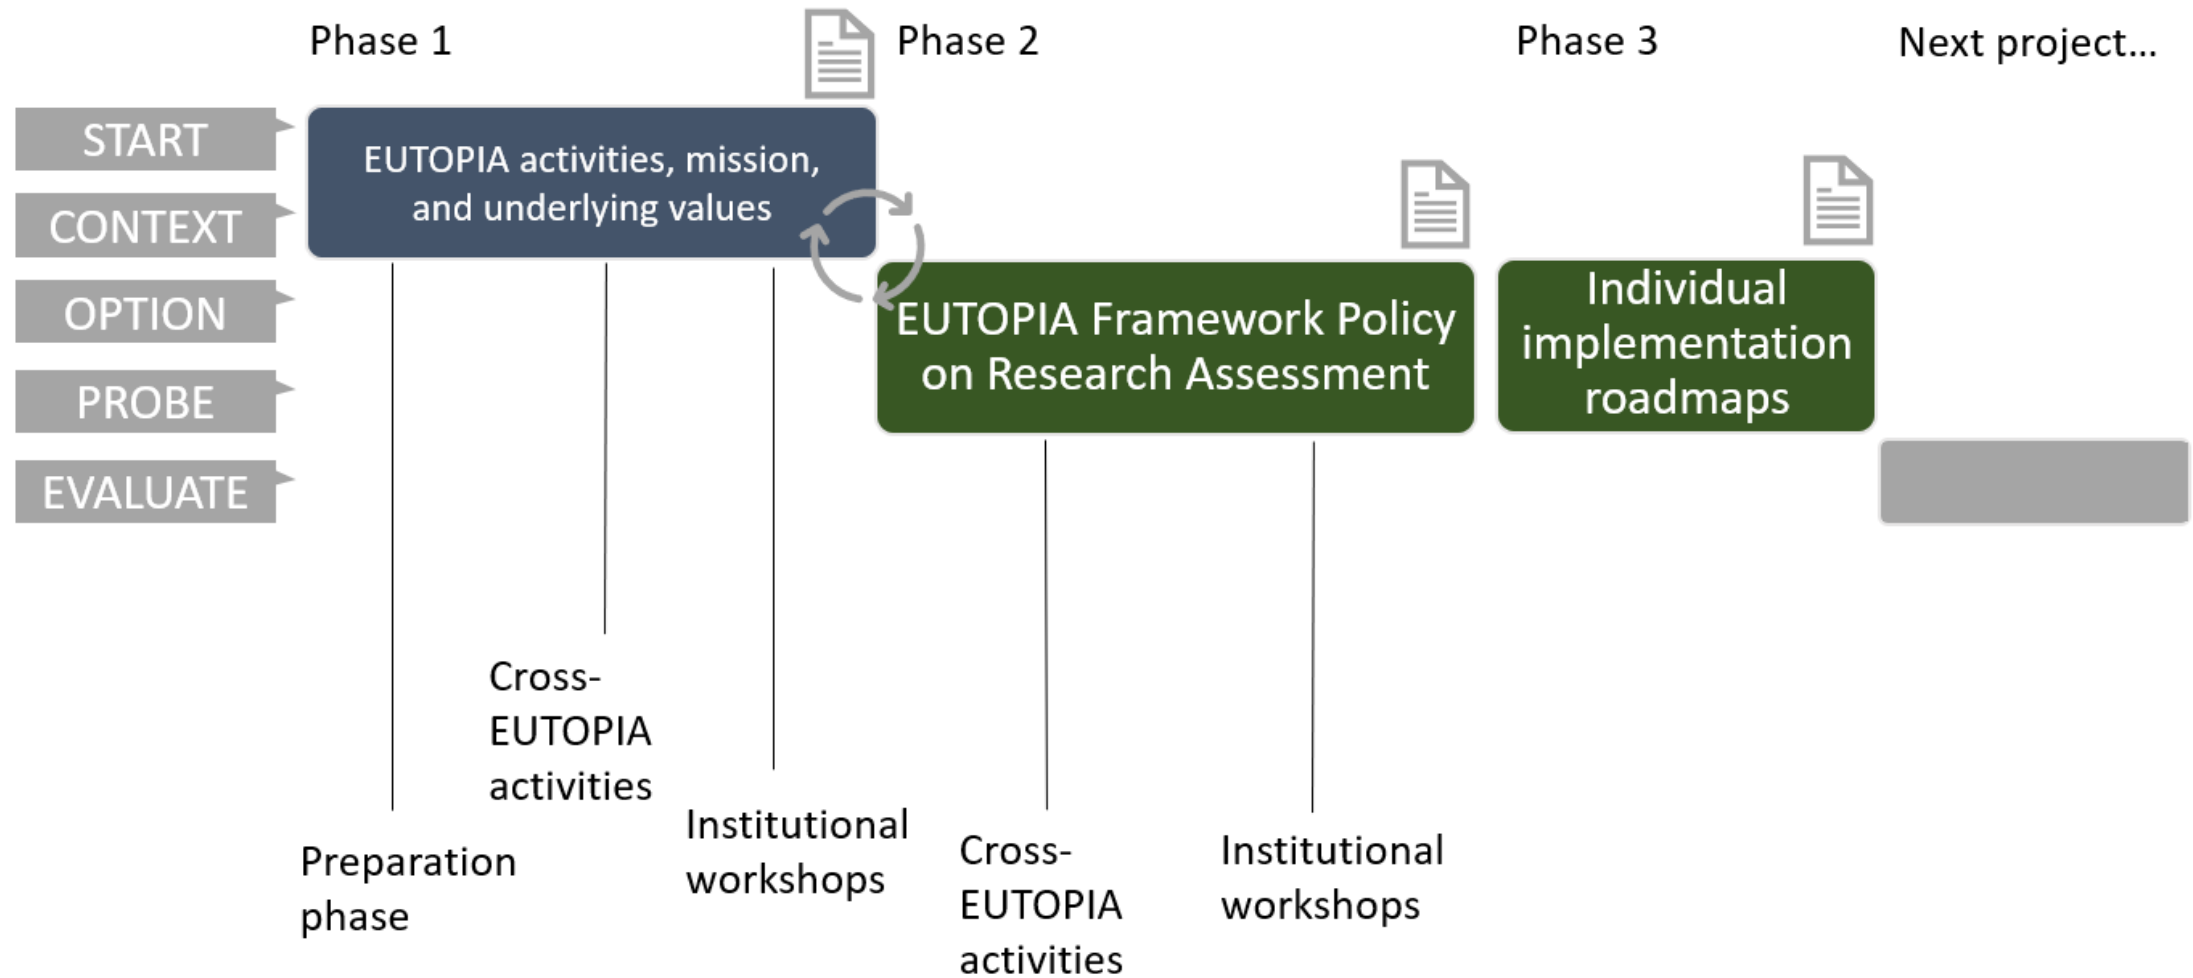 Phase 1
Phase 2
Phase 3
Next project...
START
CONTEXT
OPTION
PROBE
EVALUATE
EUTOPIA activities, mission,
and underlying values
EUTOPIA Framework Policy
on Research Assessment
Individual
implementation
roadmaps
Preparation
phase
Cross-
EUTOPIA
activities
Institutional
workshops
Cross-
EUTOPIA
activities
Institutional
workshops